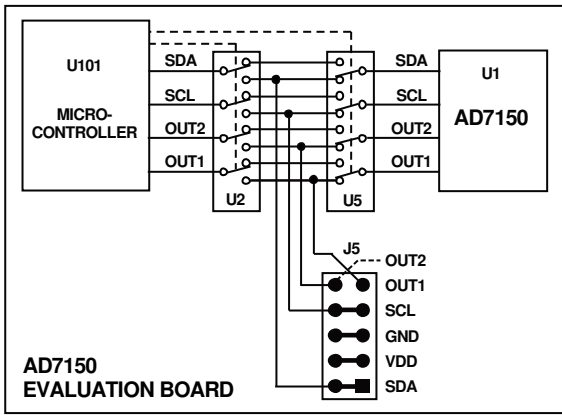 U101
MICRO-
CONTROLLER
SDA
SCL
OUT2
OUT1
U2
U5
SDA
SCL
OUT2
OUT1
U1
AD7150
J5
OUT2
OUT1
SCL
GND
VDD
SDA
AD7150
EVALUATION BOARD